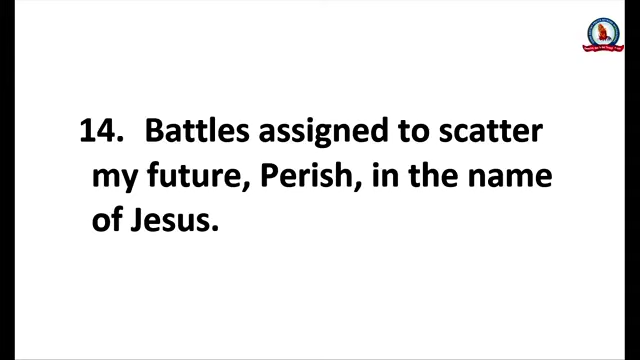 14. Battles assigned to scatter
my future, Perish, in the name
of Jesus.